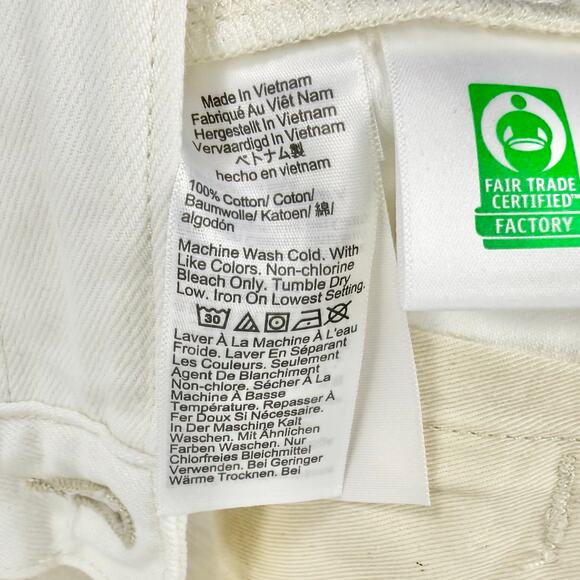 Made In Vietnam
Fabriqué Au Viêt Nam
Hergestellt In Vietnam
Vervaardigd In Vietnam
ベトナム製
hecho en vietnam
100% Cotton/ Coton/
Baumwolle/ Katoen/ 綿/
algodón
Machine Wash Cold. With
Like Colors. Non-chlorine
Bleach Only. Tumble Dry
Low. Iron On Lowest Setting.
30
Laver À La Machine À L'eau
Froide. Laver En Séparant
Les Couleurs. Seulement
Agent De Blanchiment
Non-chlore. Sécher À La
Machine À Basse
Température. Repasser À
Fer Doux Si Nécessaire.
In Der Maschine Kalt
Waschen. Mit Ähnlichen
Farben Waschen. Nur
Chlorfreies Bleichmittel
Verwenden. Bei Geringer
Wärme Trocknen. Bei
FAIR TRADE
CERTIFIED™
FACTORY